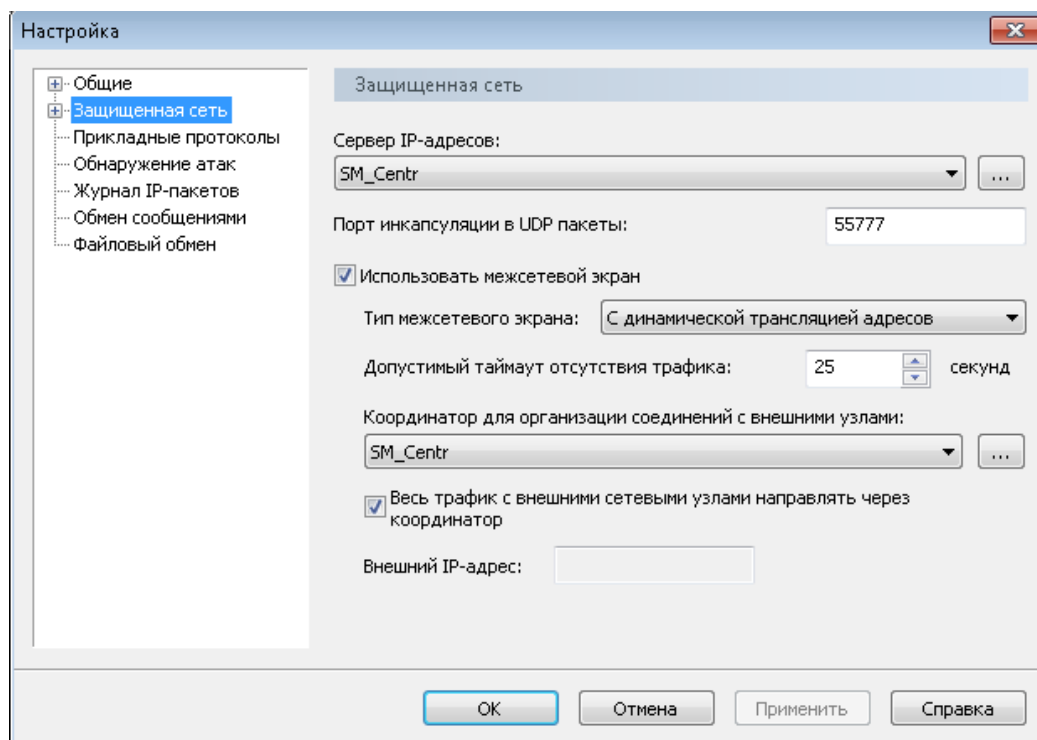 Настройка
Общие
Защищенная сеть
Прикладные протоколы
Обнаружение атак
Журнал IP-пакетов
Обмен сообщениями
Файловый обмен
Защищенная сеть
Сервер IP-адресов:
SM_Centr
...
Порт инкапсуляции в UDP пакеты:
55777
Использовать межсетевой экран
Тип межсетевого экрана:
С динамической трансляцией адресов
Допустимый таймаут отсутствия трафика:
25
секунд
Координатор для организации соединений с внешними узлами:
SM_Centr
...
Весь трафик с внешними сетевыми узлами направлять через
координатор
Внешний IP-адрес:
OK
Отмена
Применить
Справка